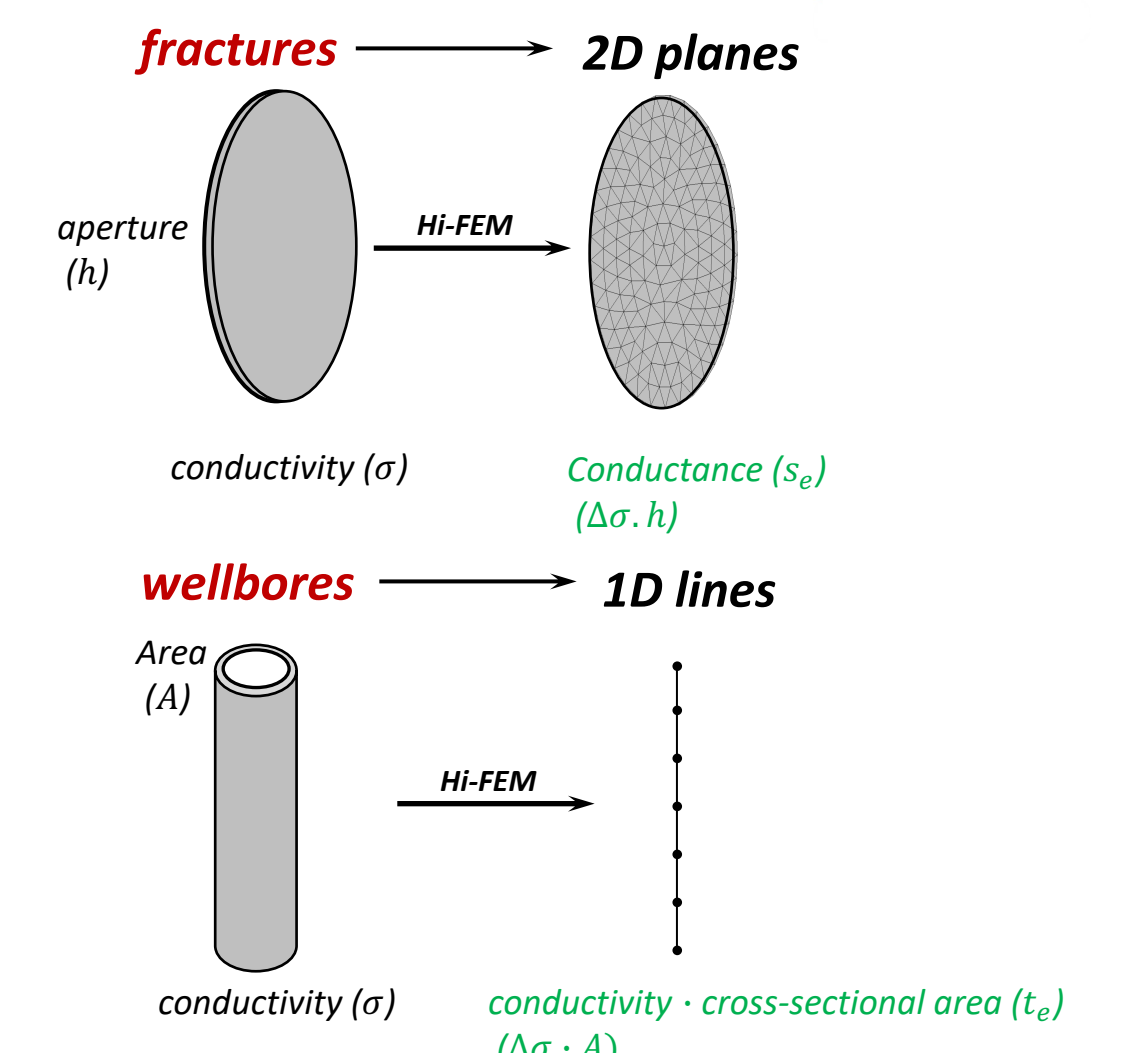 fractures 2D planes
aperture
(h)
Hi-FEM
conductivity (σ) Conductance (sₑ)
(Δσ. h)
wellbores 1D lines
Area
(A)
Hi-FEM
conductivity (σ) conductivity · cross-sectional area (tₑ)
(Δσ · A)